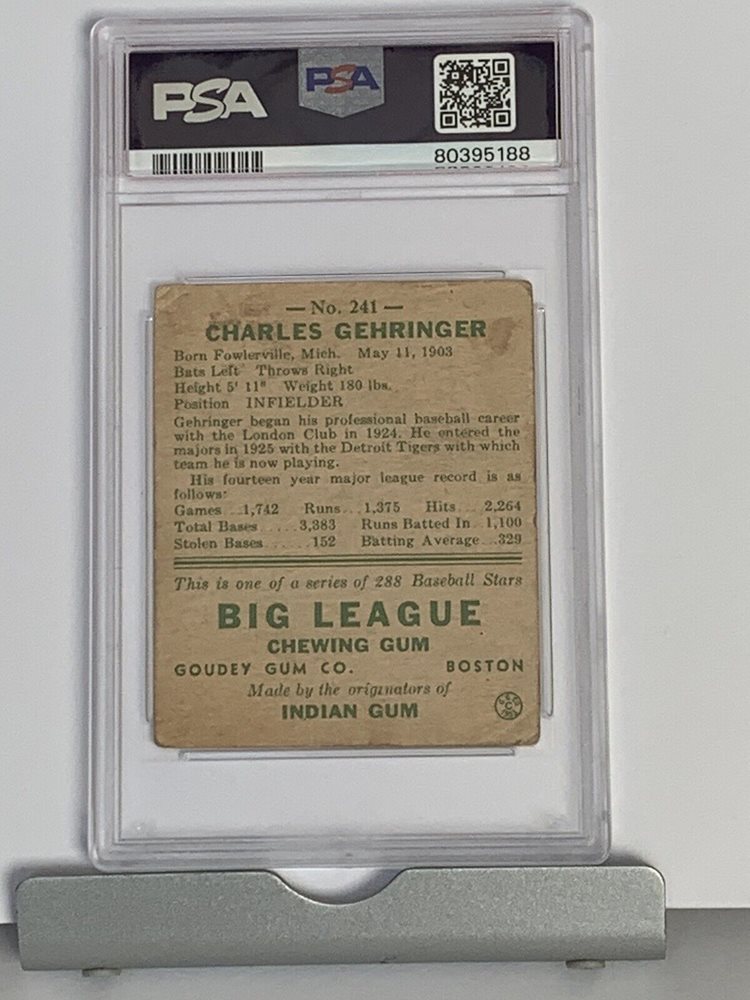 PSA PSA
80395188
— No. 241 —
CHARLES GEHRINGER
Born Fowlerville, Mich. May 11, 1903
Bats Left Throws Right
Height 5' 11" Weight 180 lbs.
Position INFIELDER
Gehringer began his professional baseball career
with the London Club in 1924. He entered the
majors in 1925 with the Detroit Tigers with which
team he is now playing.
His fourteen year major league record is as
follows:
Games ..1,742 Runs...1,375 Hits...2,264
Total Bases.....3,383 Runs Batted In..1,100
Stolen Bases.......152 Batting Average...329
This is one of a series of 288 Baseball Stars
BIG LEAGUE
CHEWING GUM
GOUDEY GUM CO. BOSTON
Made by the originators of
INDIAN GUM